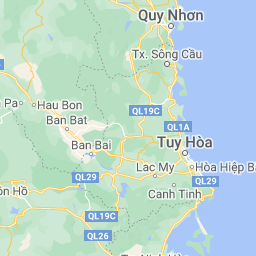 Quy Nhơn
Tx. Sông Cầu
Pa
Hau Bon
QL19C
Ban Bat
QL1A
Tuy Hòa
Ban Bai
Lac My
Hòa Hiệp B
QL29
QL29
Canh Tinh
ôn Hồ
QL19C
QL26